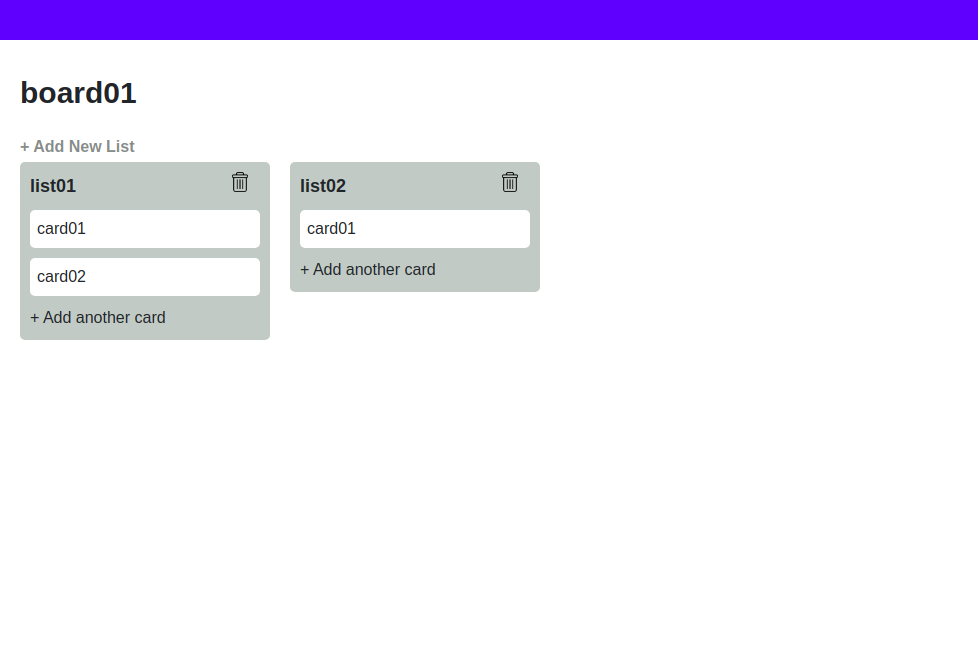 board01
+ Add New List
list01
card01
card02
+ Add another card
list02
card01
+ Add another card